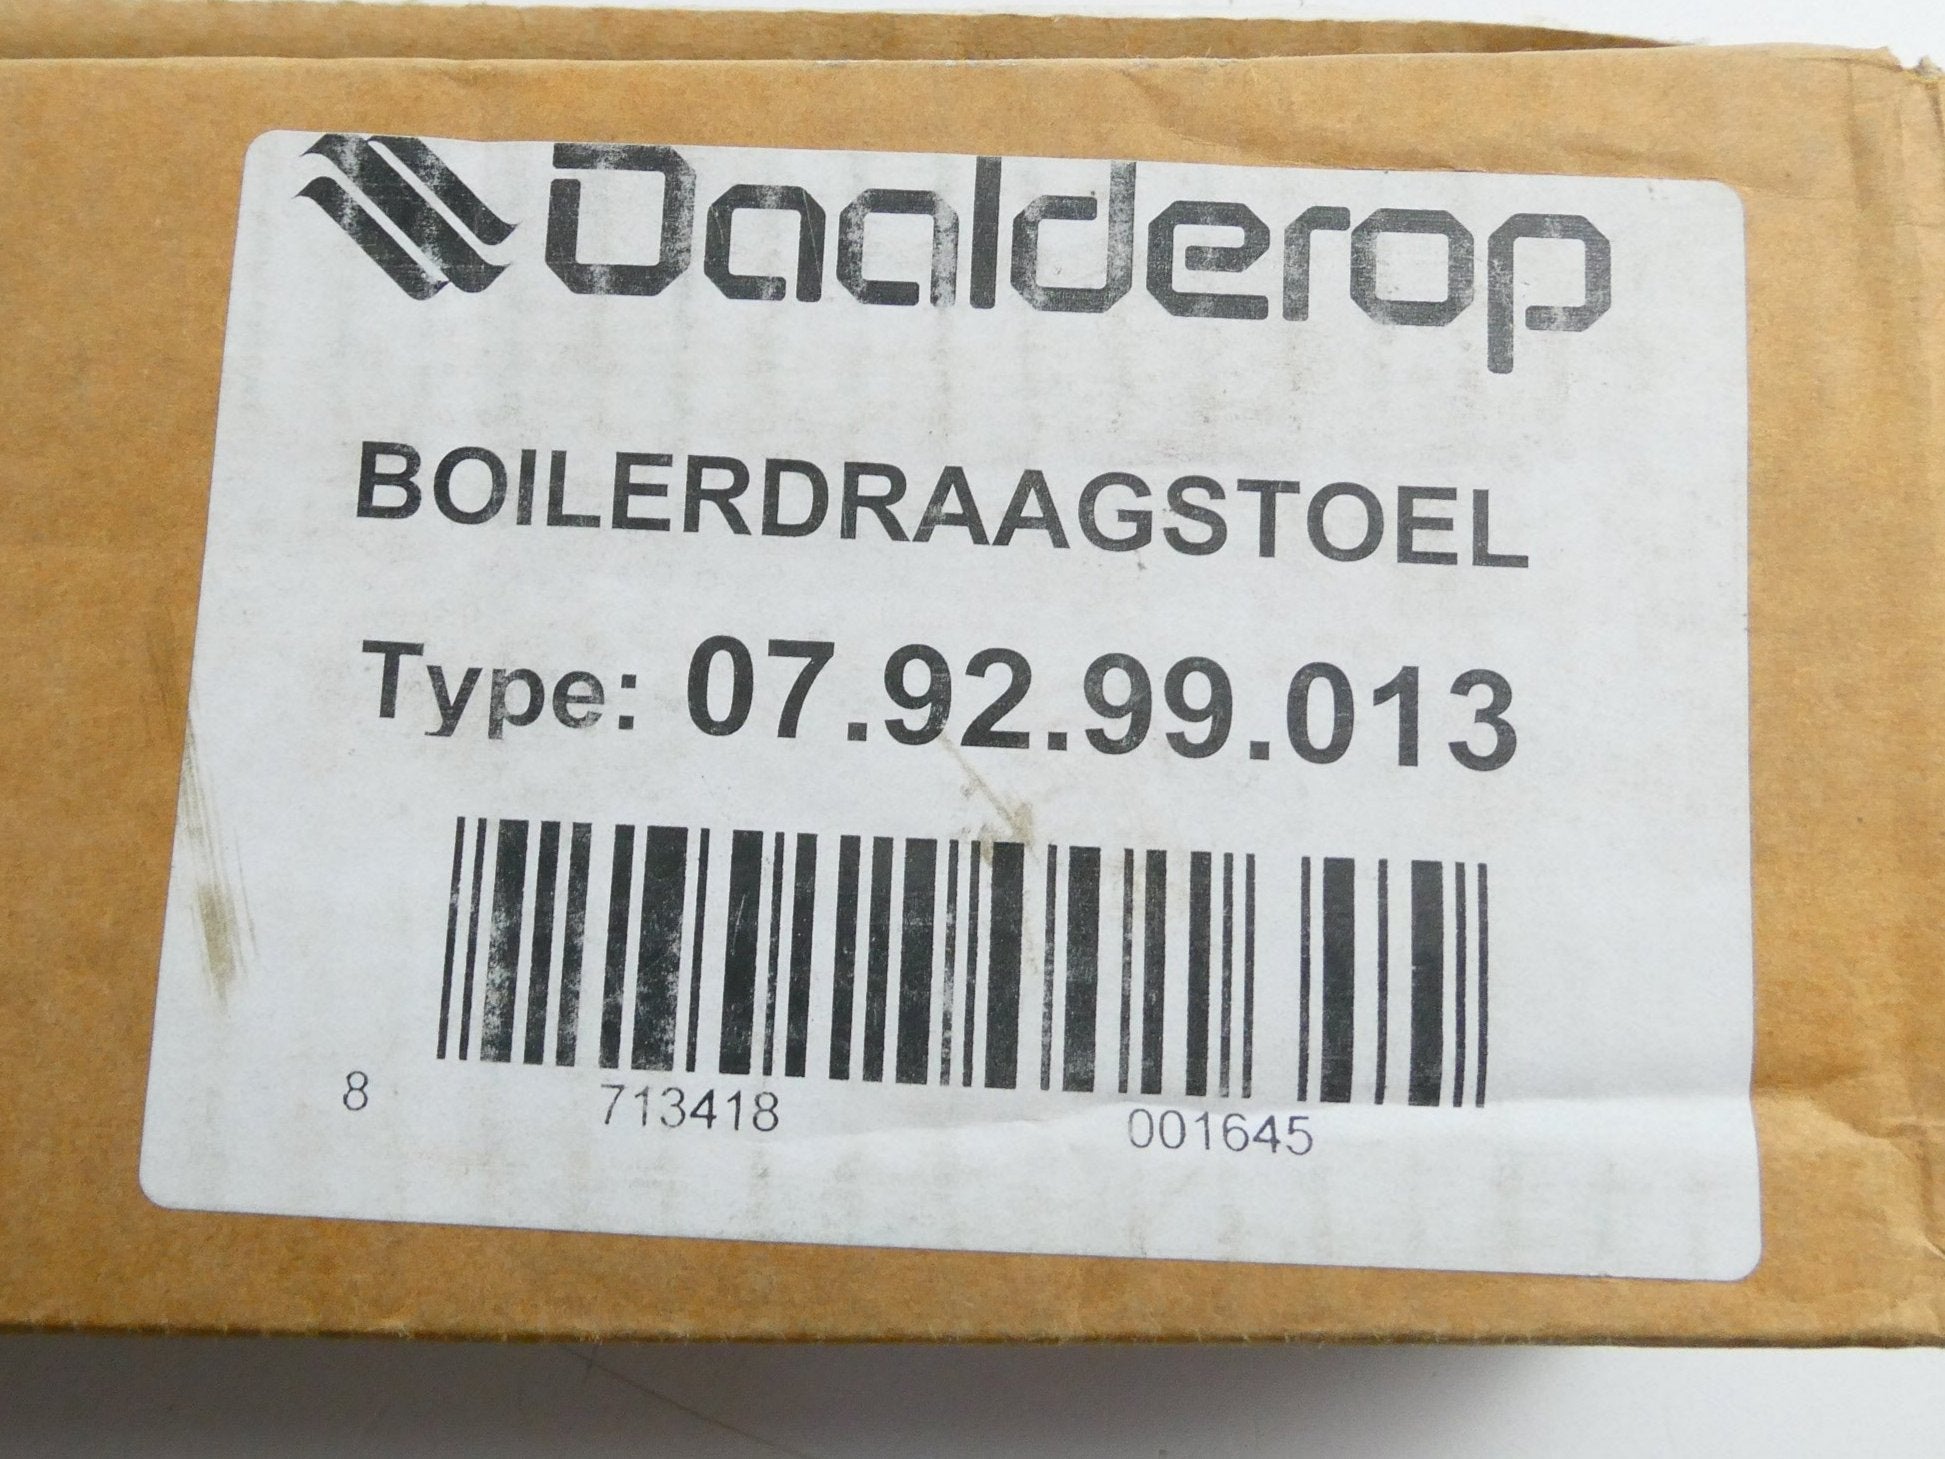 Daalderop
BOILERDRAAGSTOEL
Type: 07.92.99.013
8 713418 001645